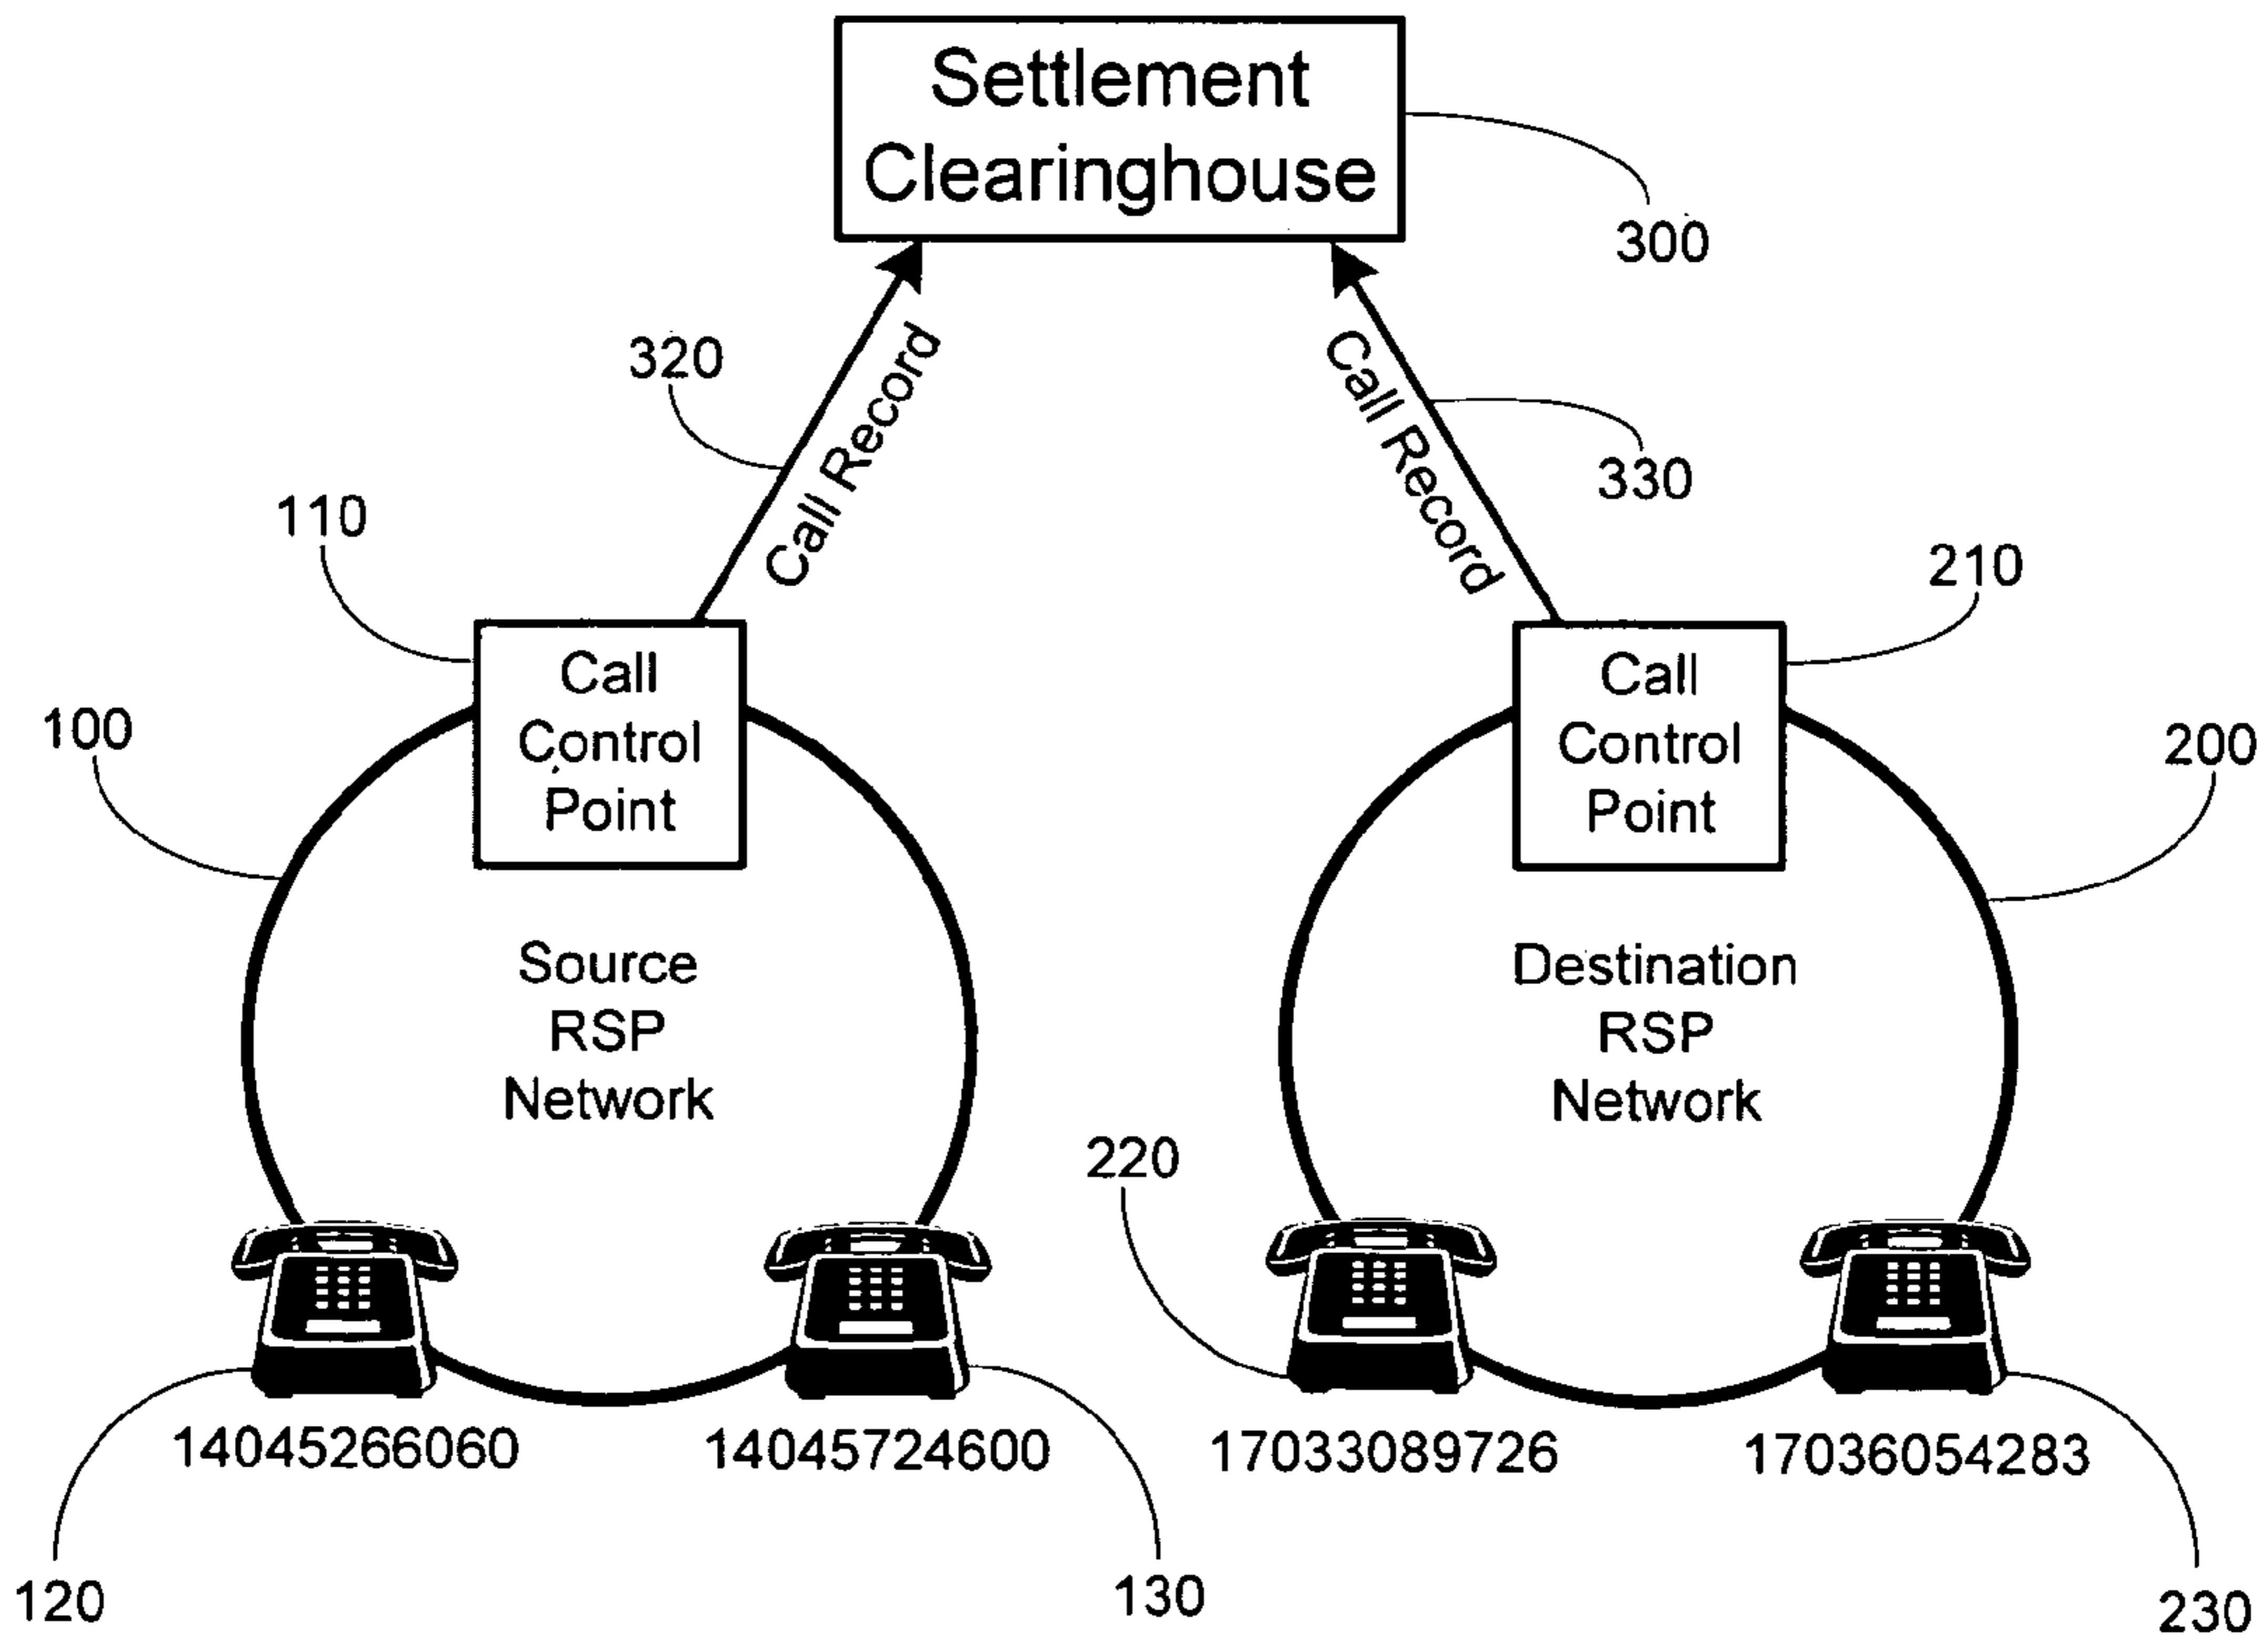 Settlement
Clearinghouse
300
320
Call Record
Call Record
330
110
210
Call
Control
Point
Call
Control
Point
100
200
Source
RSP
Network
Destination
RSP
Network
220
14045266060
14045724600
17033089726
17036054283
120
130
230